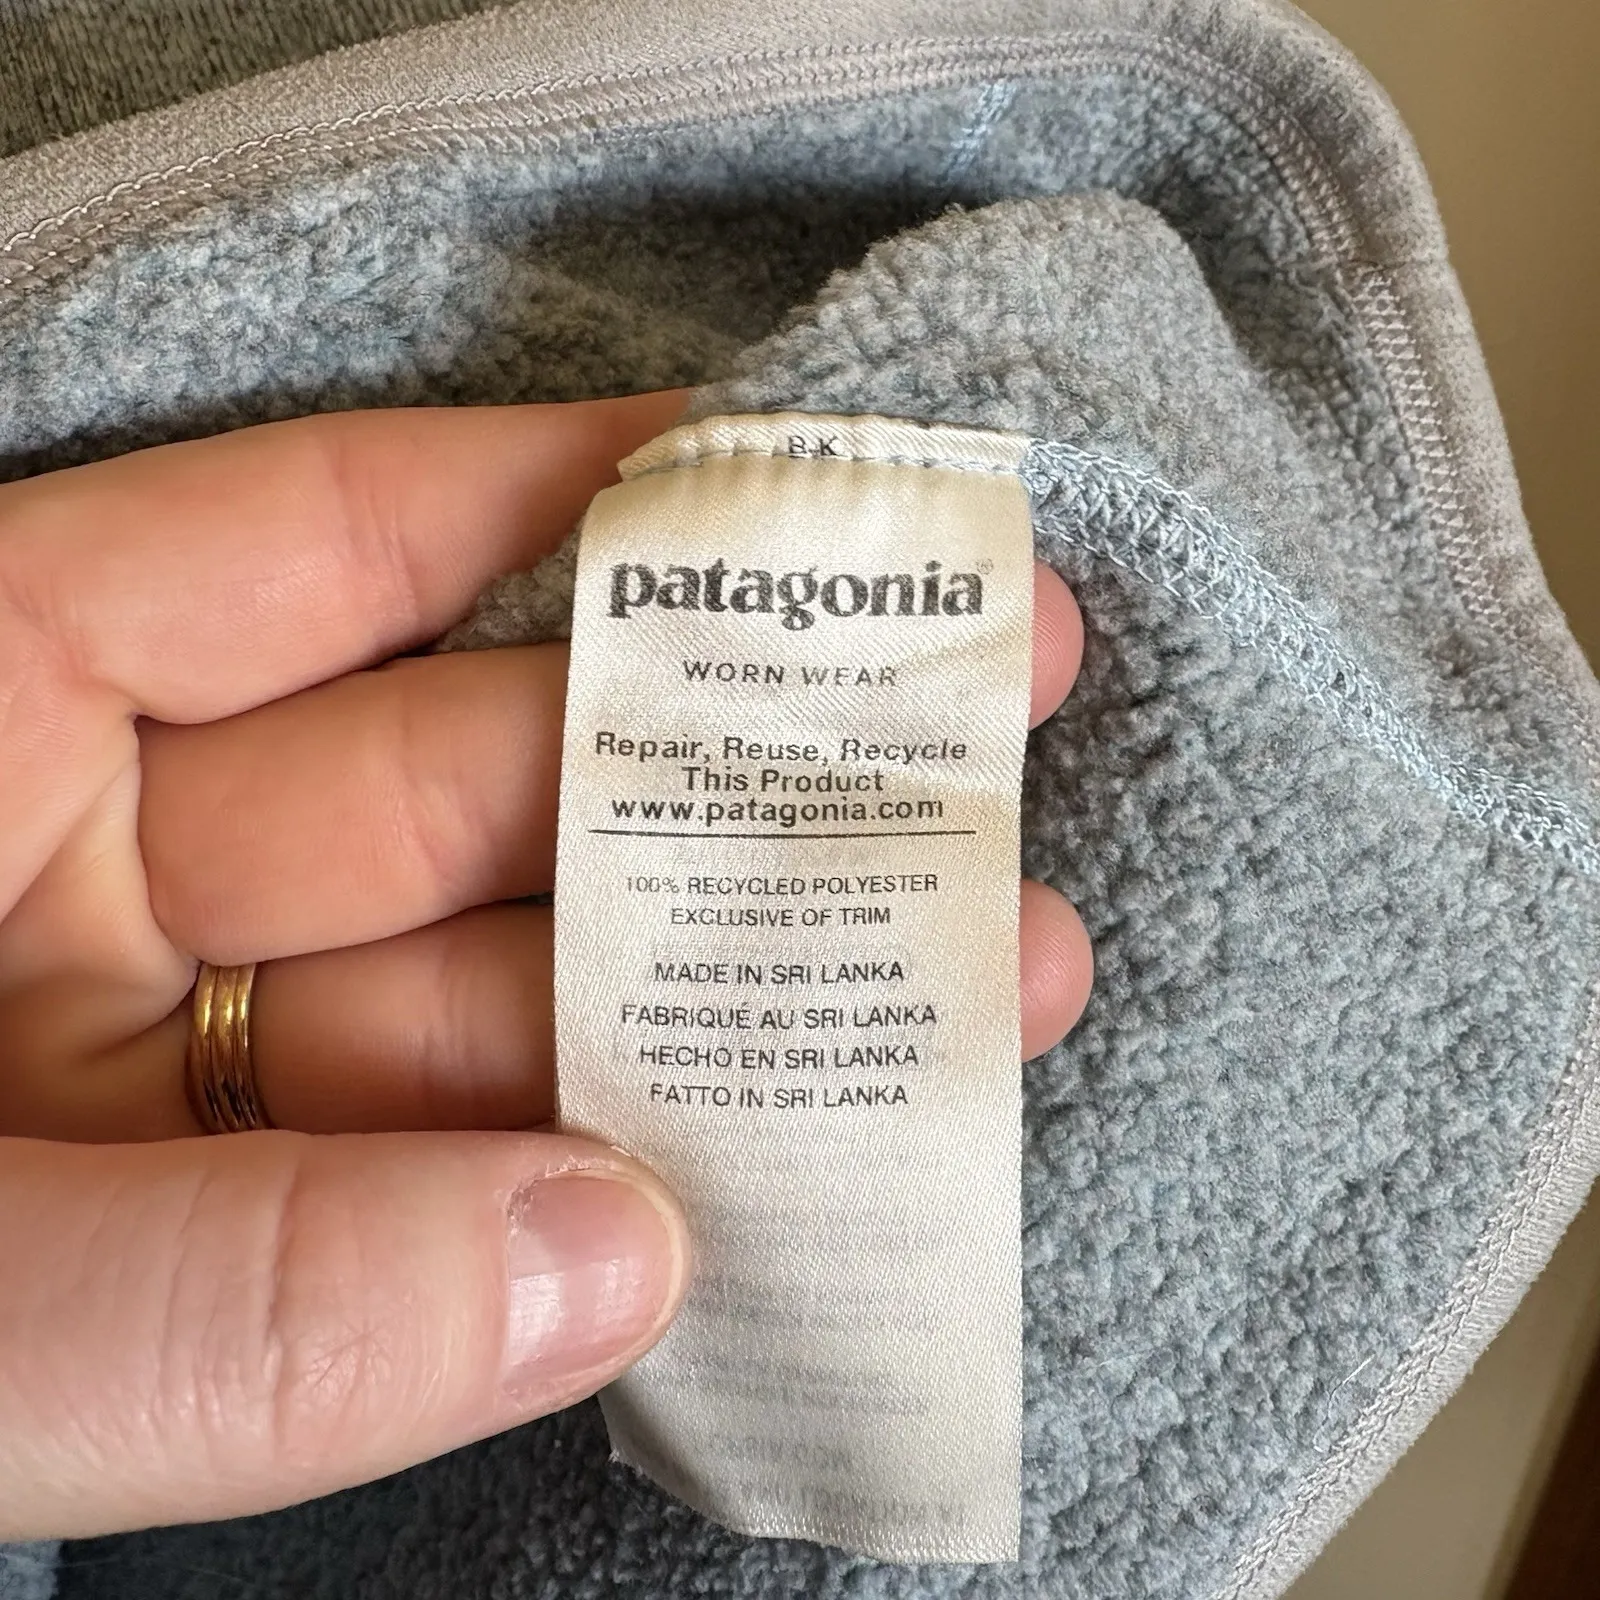 B-K
patagonia®
WORN WEAR
Repair, Reuse, Recycle
This Product
www.patagonia.com
100% RECYCLED POLYESTER
EXCLUSIVE OF TRIM
MADE IN SRI LANKA
FABRIQUÉ AU SRI LANKA
HECHO EN SRI LANKA
FATTO IN SRI LANKA